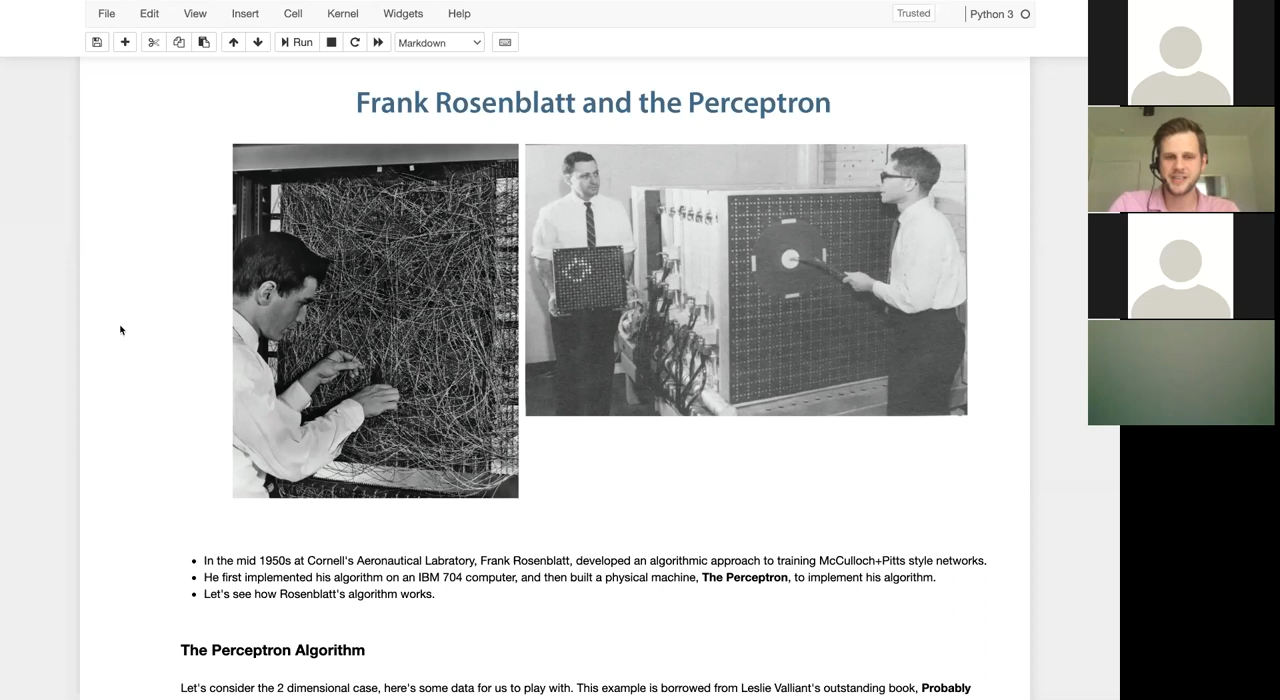 File Edit View Insert Cell Kernel Widgets Help Trusted Python 3
Run Markdown
Frank Rosenblatt and the Perceptron
In the mid 1950s at Cornell's Aeronautical Labratory, Frank Rosenblatt, developed an algorithmic approach to training McCulloch+Pitts style networks.
He first implemented his algorithm on an IBM 704 computer, and then built a physical machine, The Perceptron, to implement his algorithm.
Let's see how Rosenblatt's algorithm works.
The Perceptron Algorithm
Let's consider the 2 dimensional case, here's some data for us to play with. This example is borrowed from Leslie Valliant's outstanding book, Probably